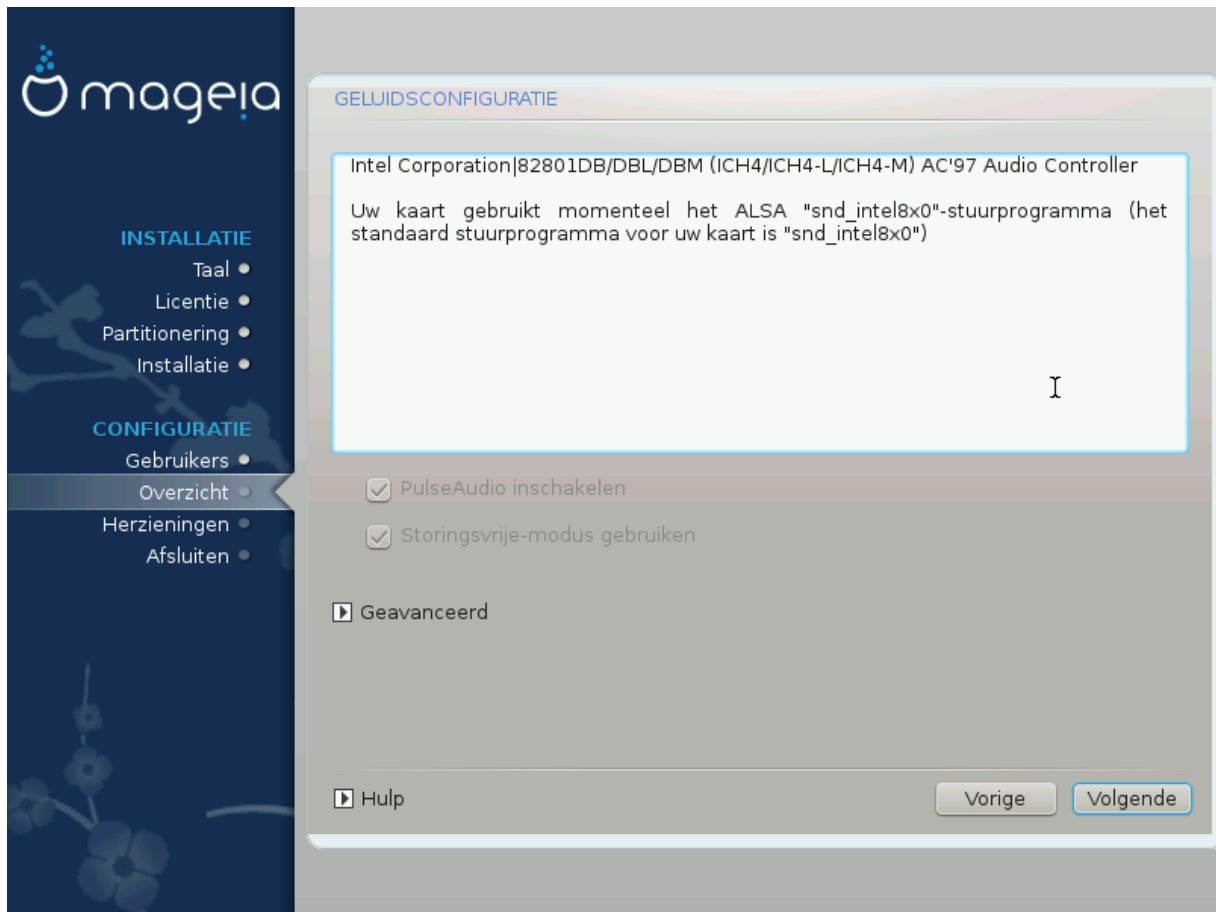 mageia
INSTALLATIE
Taal
Licentie
Partitionering
Installatie
CONFIGURATIE
Gebruikers
Overzicht
Herzieningen
Afsluiten
GELUIDSCONFIGURATIE
Intel Corporation|82801DB/DBL/DBM (ICH4/ICH4-L/ICH4-M) AC'97 Audio Controller
Uw kaart gebruikt momenteel het ALSA "snd_intel8x0"-stuurprogramma (het
standaard stuurprogramma voor uw kaart is "snd_intel8x0")
PulseAudio inschakelen
Storingsvrije-modus gebruiken
Geavanceerd
Hulp
Vorige
Volgende